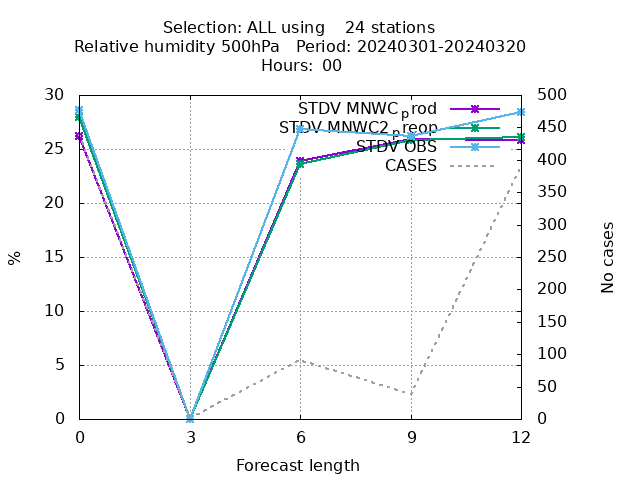 Selection: ALL using    24 stations
Relative humidity 500hPa   Period: 20240301-20240320
Hours: 00
30
25
20
15
10
5
0
%
500
450
400
350
300
250
200
150
100
50
0
No cases
STDV MNWC_prod
STDV MNWC2_preop
STDV OBS
CASES
0 3 6 9 12
Forecast length